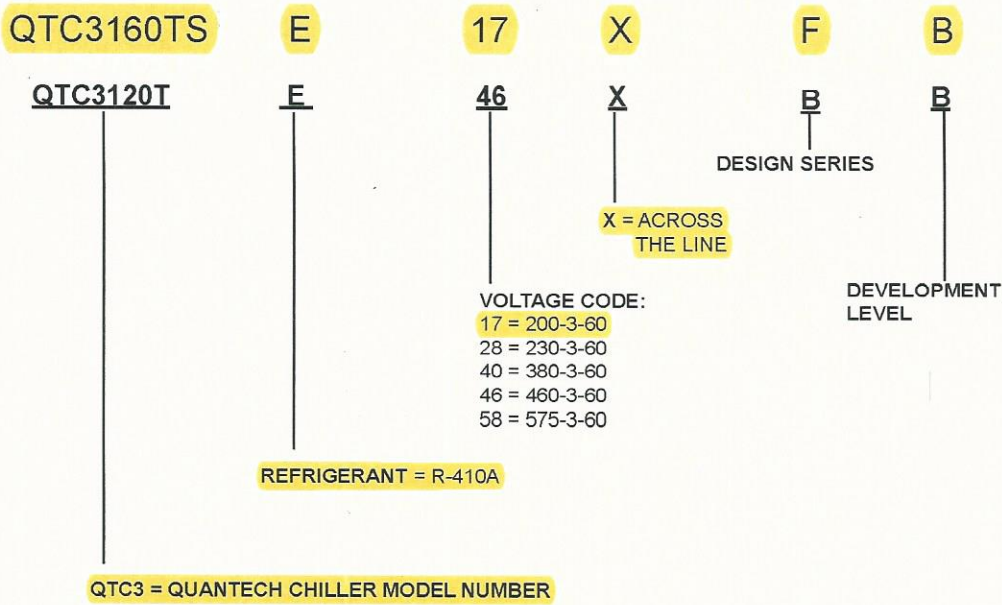 QTC3160TS E 17 X F B
QTC3120T E 46 X B B
DESIGN SERIES
X = ACROSS
THE LINE
DEVELOPMENT
LEVEL
VOLTAGE CODE:
17 = 200-3-60
28 = 230-3-60
40 = 380-3-60
46 = 460-3-60
58 = 575-3-60
REFRIGERANT = R-410A
QTC3 = QUANTECH CHILLER MODEL NUMBER